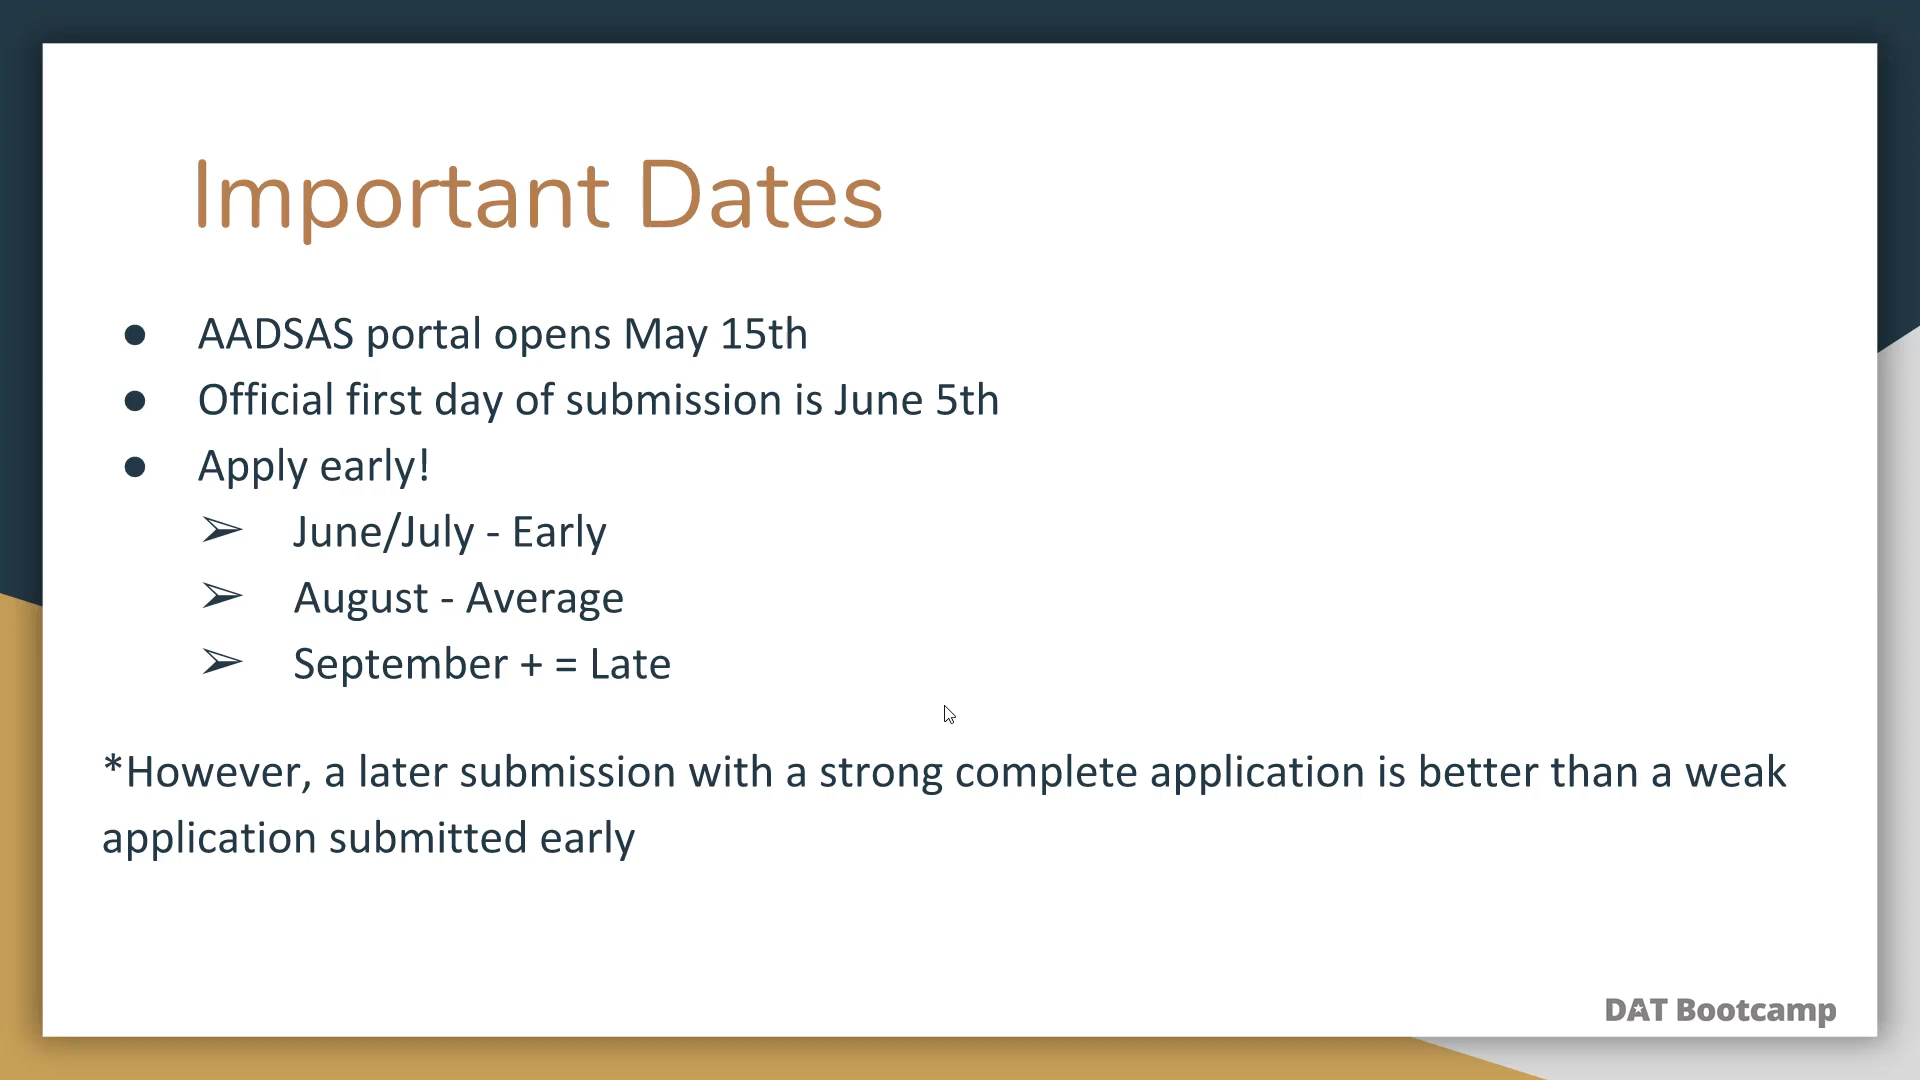 Important Dates
● AADSAS portal opens May 15th
● Official first day of submission is June 5th
● Apply early!
➢ June/July - Early
➢ August - Average
➢ September + = Late
*However, a later submission with a strong complete application is better than a weak
application submitted early
DAT Bootcamp